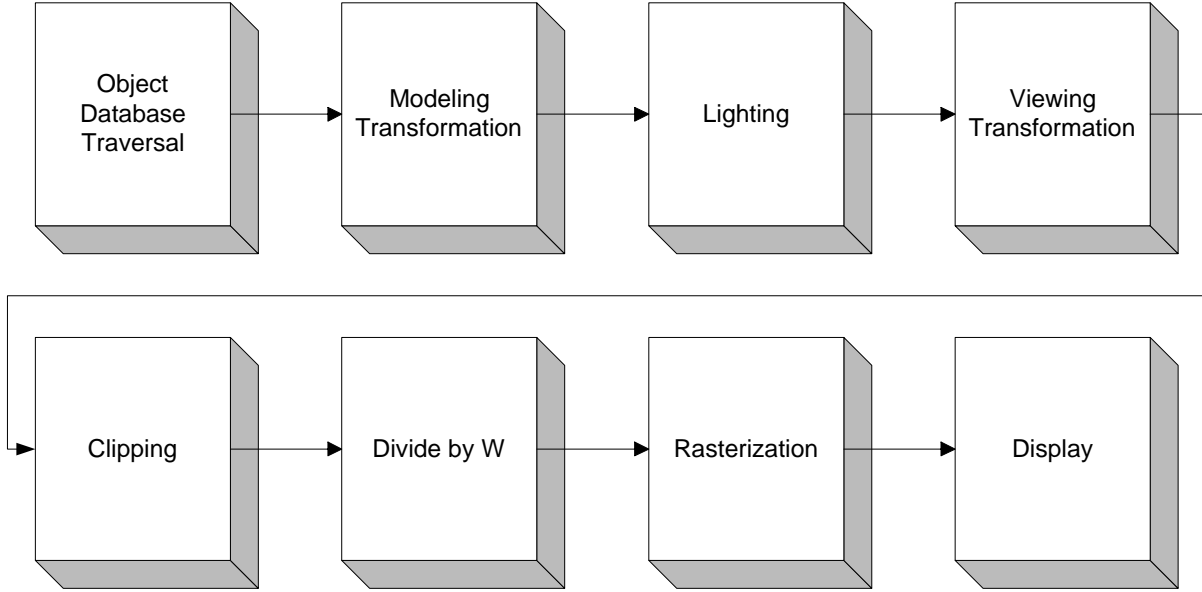 Object
Database
Traversal
Modeling
Transformation
Lighting
Viewing
Transformation
Clipping
Divide by W
Rasterization
Display